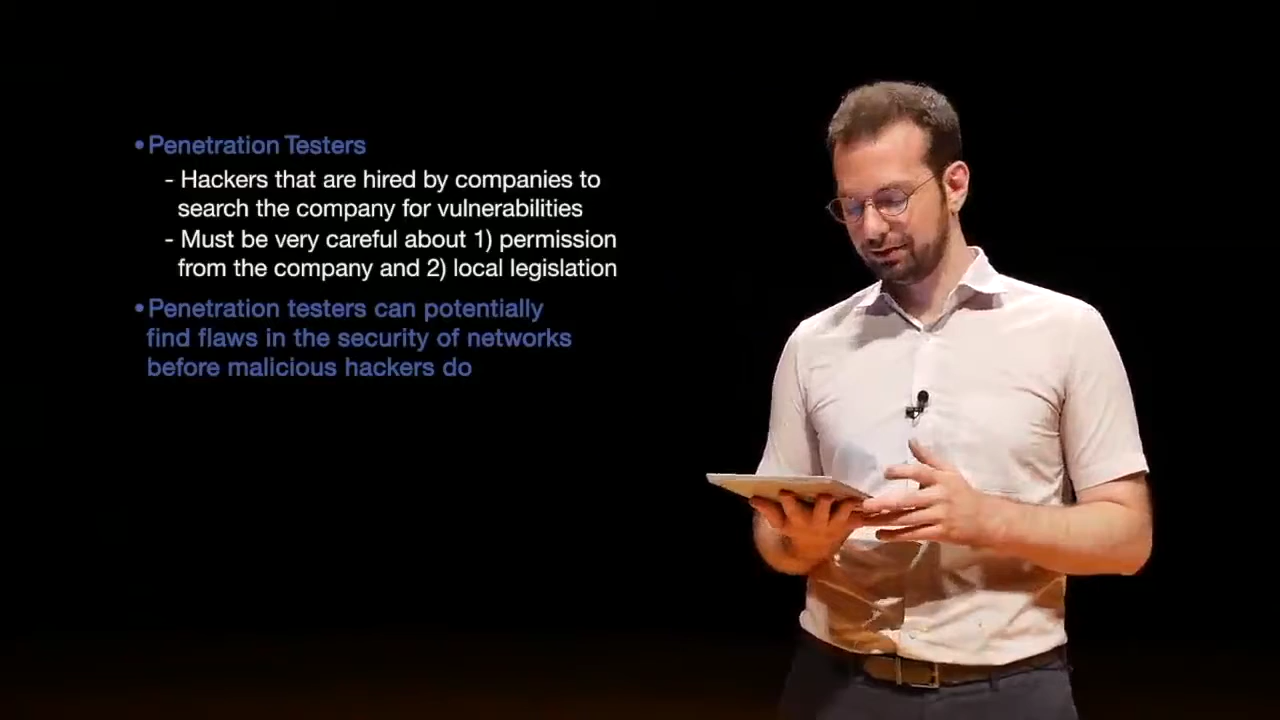 •Penetration Testers
- Hackers that are hired by companies to
search the company for vulnerabilities
- Must be very careful about 1) permission
from the company and 2) local legislation
•Penetration testers can potentially
find flaws in the security of networks
before malicious hackers do